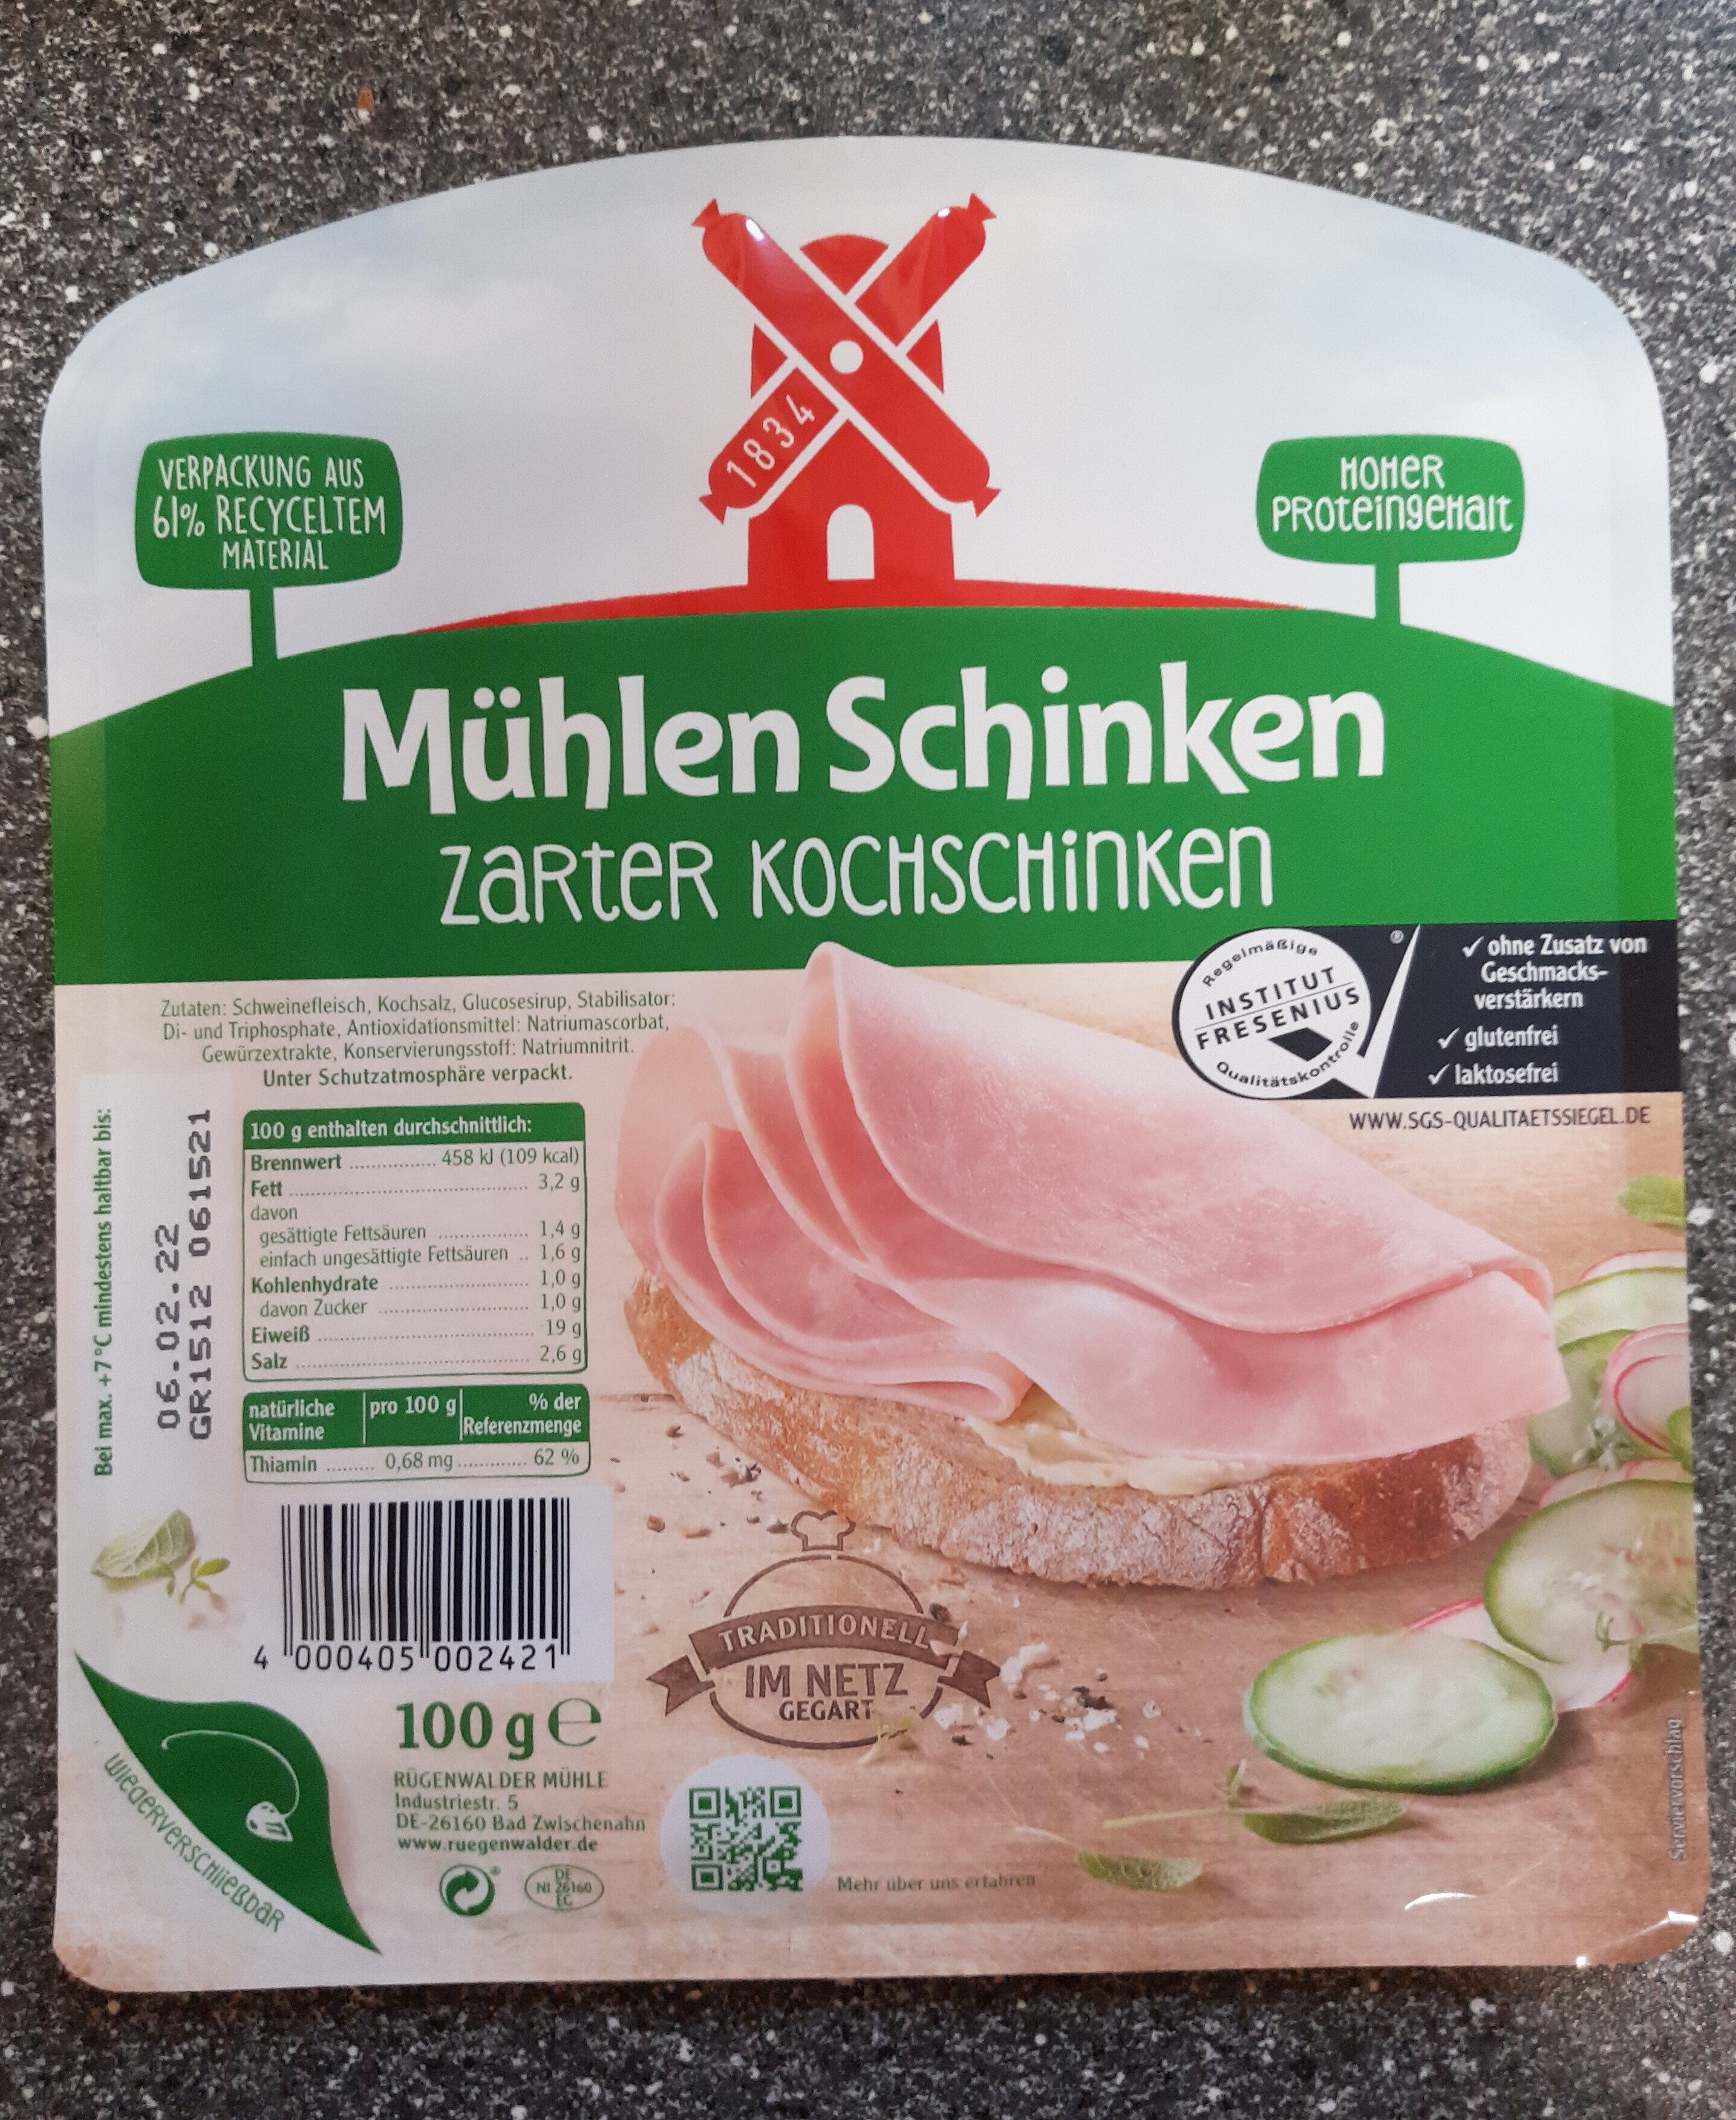 1834
VERPACKUNG AUS
61% RECYCELTEM
MATERIAL
HOHER
PROteingeHalt
Mühlen Schinken
ZaRteR KOCHSCHinKen
Regelmäßige
INSTITUT
FRESENIUS
Qualitätskontrolle
®
✓ ohne Zusatz von
Geschmacks-
verstärkern
✓ glutenfrei
✓ laktosefrei
WWW.SGS-QUALITAETSSIEGEL.DE
Zutaten: Schweinefleisch, Kochsalz, Glucosesirup, Stabilisator:
Di- und Triphosphate, Antioxidationsmittel: Natriumascorbat,
Gewürzextrakte, Konservierungsstoff: Natriumnitrit.
Unter Schutzatmosphäre verpackt.
Bei max. +7°C mindestens haltbar bis:
06.02.22
GR1512 061521
100 g enthalten durchschnittlich:
Brennwert ................ 458 kJ (109 kcal)
Fett ................ 3,2 g
davon
gesättigte Fettsäuren ................ 1,4 g
einfach ungesättigte Fettsäuren .. 1,6 g
Kohlenhydrate ................ 1,0 g
davon Zucker ................ 1,0 g
Eiweiß ................ 19 g
Salz ................ 2,6 g
natürliche Vitamine pro 100 g % der Referenzmenge
Thiamin ......... 0,68 mg ............. 62 %
4 000405 002421
100 g e
RÜGENWALDER MÜHLE
Industriestr. 5
DE-26160 Bad Zwischenahn
www.ruegenwalder.de
DE
NI 26160
EG
wiederverschließbar
TRADITIONELL
IM NETZ
GEGART
Mehr über uns erfahren
Serviervorschlag